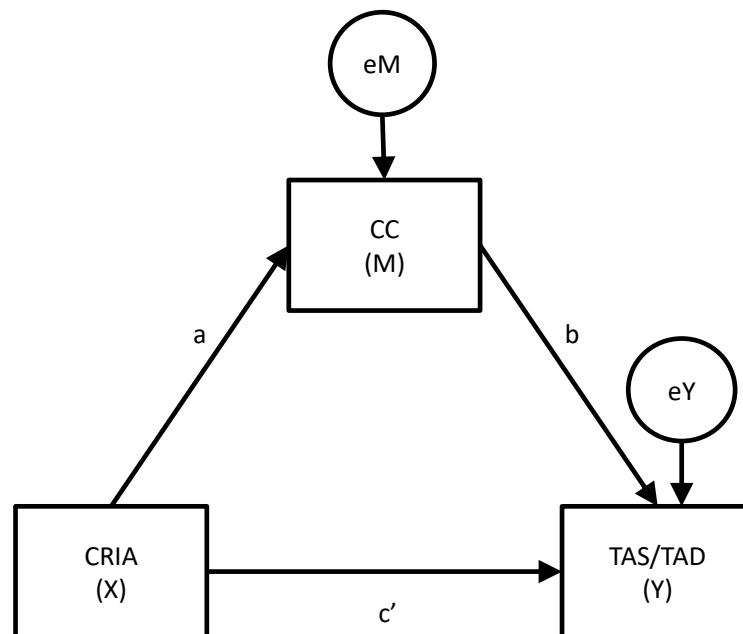 eM
CC
(M)
a
b
eY
CRIA
(X)
TAS/TAD
(Y)
c’